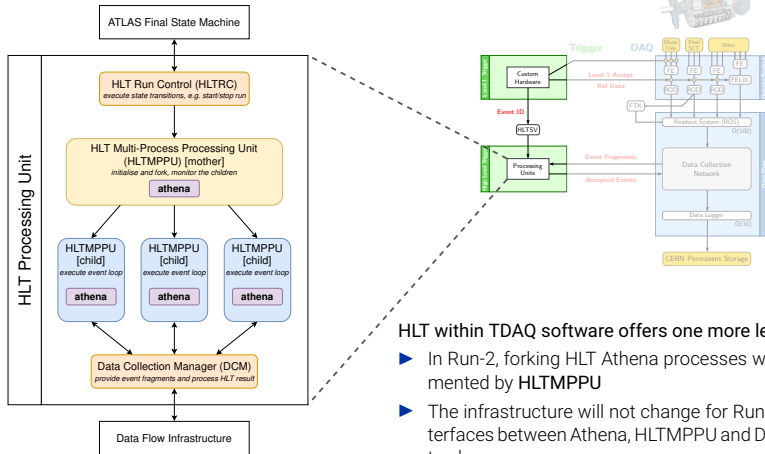 ATLAS Final State Machine
HLT Processing Unit
HLT Run Control (HLTRC)
execute state transitions, e.g. start/stop run
HLT Multi-Process Processing Unit
(HLTMPPU) [mother]
initialise and fork, monitor the children
athena
HLTMPPU
[child]
execute event loop
athena
HLTMPPU
[child]
execute event loop
athena
HLTMPPU
[child]
execute event loop
athena
Data Collection Manager (DCM)
provide event fragments and process HLT result
Data Flow Infrastructure
Trigger
DAQ
Other
Custom
Hardware
Level-1 Accept
RoI Data
FE
FE
FE
FE
ROD
ROD
ROD
FELIX
Event ID
FTK
HLTSV
Readout System (ROS)
O(100)
Processing
Units
Event Fragments
Accepted Events
Data Collection
Network
Data Logger
O(10)
CERN Permanent Storage
HLT within TDAQ software offers one more le
In Run-2, forking HLT Athena processes w
mented by HLTMPPU
The infrastructure will not change for Run
terfaces between Athena, HLTMPPU and D